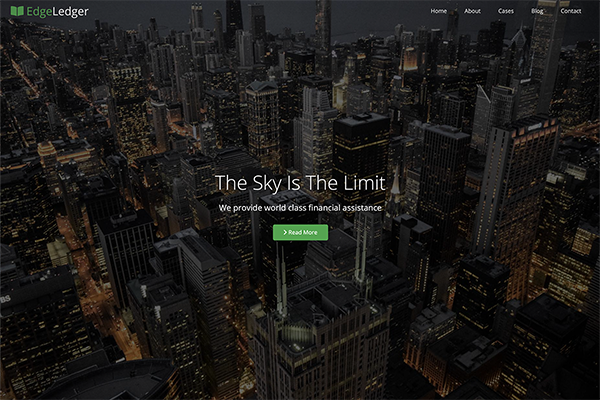 EdgeLedger
Home About Cases Blog Contact
The Sky Is The Limit
We provide world class financial assistance
Read More